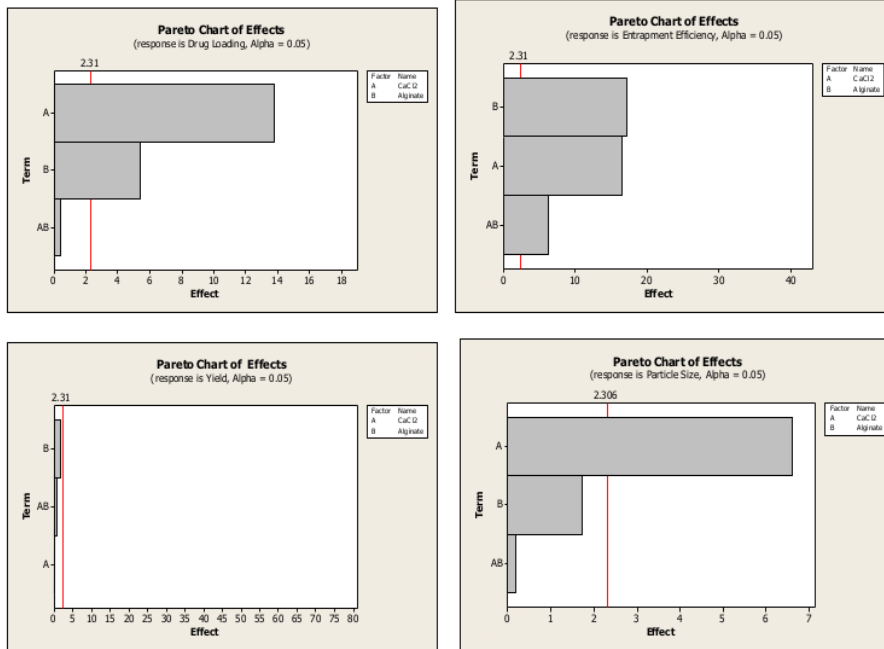 Pareto Chart of Effects
(response is Drug Loading, Alpha = 0.05)
2.31
Factor Name
A CaCl2
B Alginate
Term
A
B
AB
0 2 4 6 8 10 12 14 16 18
Effect
Pareto Chart of Effects
(response is Entrapment Efficiency, Alpha = 0.05)
2.31
Factor Name
A CaCl2
B Alginate
Term
B
A
AB
0 10 20 30 40
Effect
Pareto Chart of Effects
(response is Yield, Alpha = 0.05)
2.31
Factor Name
A CaCl2
B Alginate
Term
B
AB
A
0 5 10 15 20 25 30 35 40 45 50 55 60 65 70 75 80
Effect
Pareto Chart of Effects
(response is Particle Size, Alpha = 0.05)
2.306
Factor Name
A CaCl2
B Alginate
Term
A
B
AB
0 1 2 3 4 5 6 7
Effect